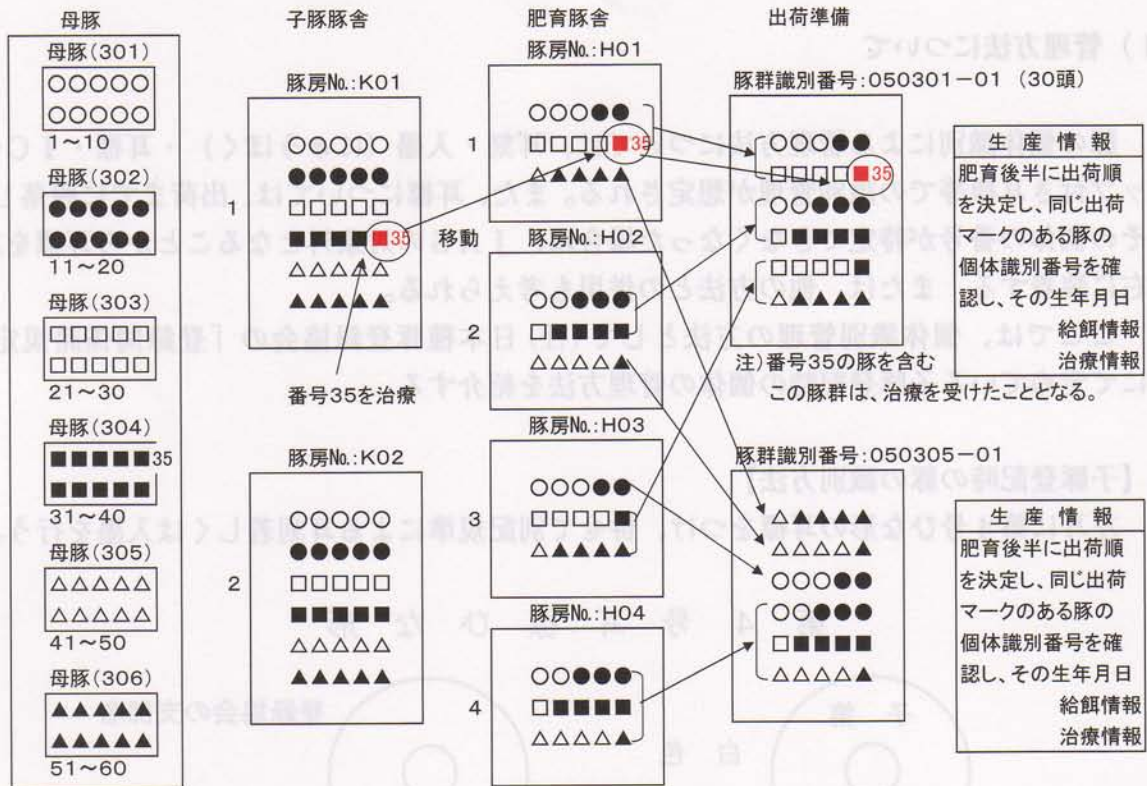 母豚
母豚(301)
1～10
母豚(302)
11～20
母豚(303)
21～30
母豚(304)
35
31～40
母豚(305)
41～50
母豚(306)
51～60
子豚豚舎
豚房No.:K01
1
35
移動
番号35を治療
豚房No.:K02
2
肥育豚舎
豚房No.:H01
1
35
豚房No.:H02
2
豚房No.:H03
3
豚房No.:H04
4
出荷準備
豚群識別番号:050301－01 (30頭)
35
注)番号35の豚を含む
この豚群は、治療を受けたこととなる。
豚群識別番号:050305－01
生 産 情 報
肥育後半に出荷順
を決定し、同じ出荷
マークのある豚の
個体識別番号を確
認し、その生年月日
給餌情報
治療情報
生 産 情 報
肥育後半に出荷順
を決定し、同じ出荷
マークのある豚の
個体識別番号を確
認し、その生年月日
給餌情報
治療情報